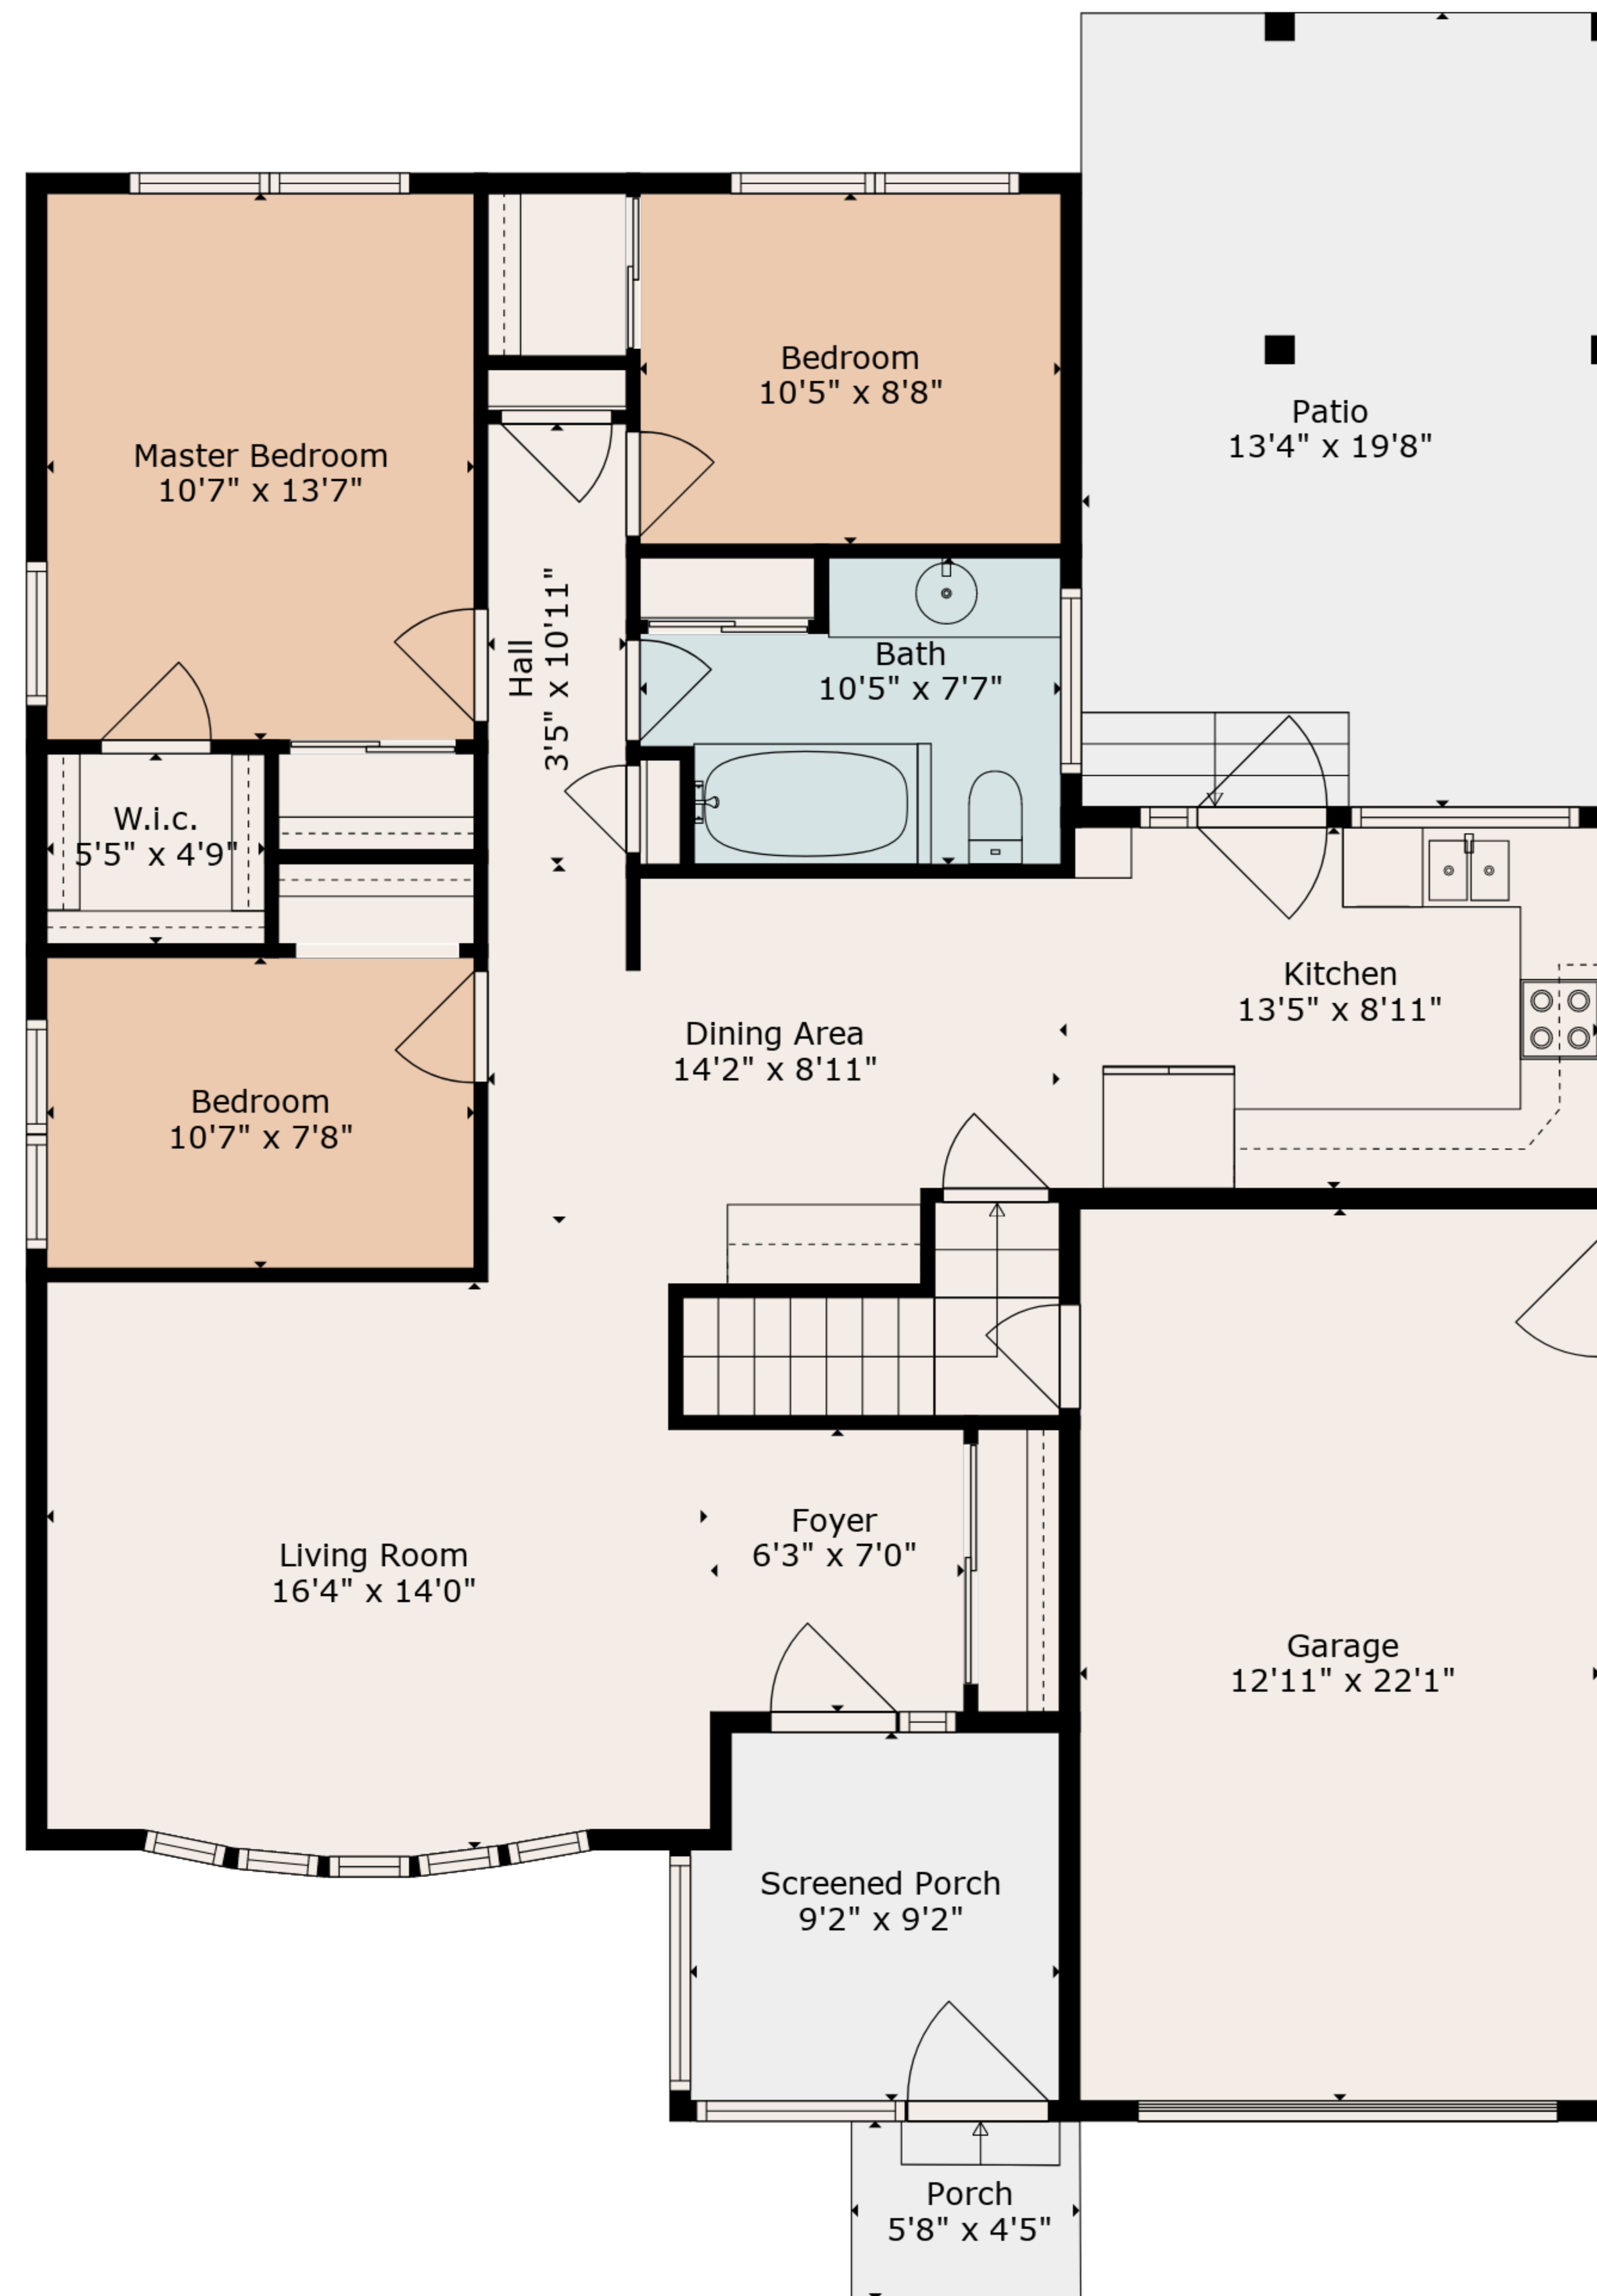 Bedroom
10'5" x 8'8"
Patio
13'4" x 19'8"
Master Bedroom
10'7" x 13'7"
Hall
3'5" x 10'11"
Bath
10'5" x 7'7"
W.i.c.
5'5" x 4'9"
Kitchen
13'5" x 8'11"
Dining Area
14'2" x 8'11"
Bedroom
10'7" x 7'8"
Foyer
6'3" x 7'0"
Living Room
16'4" x 14'0"
Garage
12'11" x 22'1"
Screened Porch
9'2" x 9'2"
Porch
5'8" x 4'5"